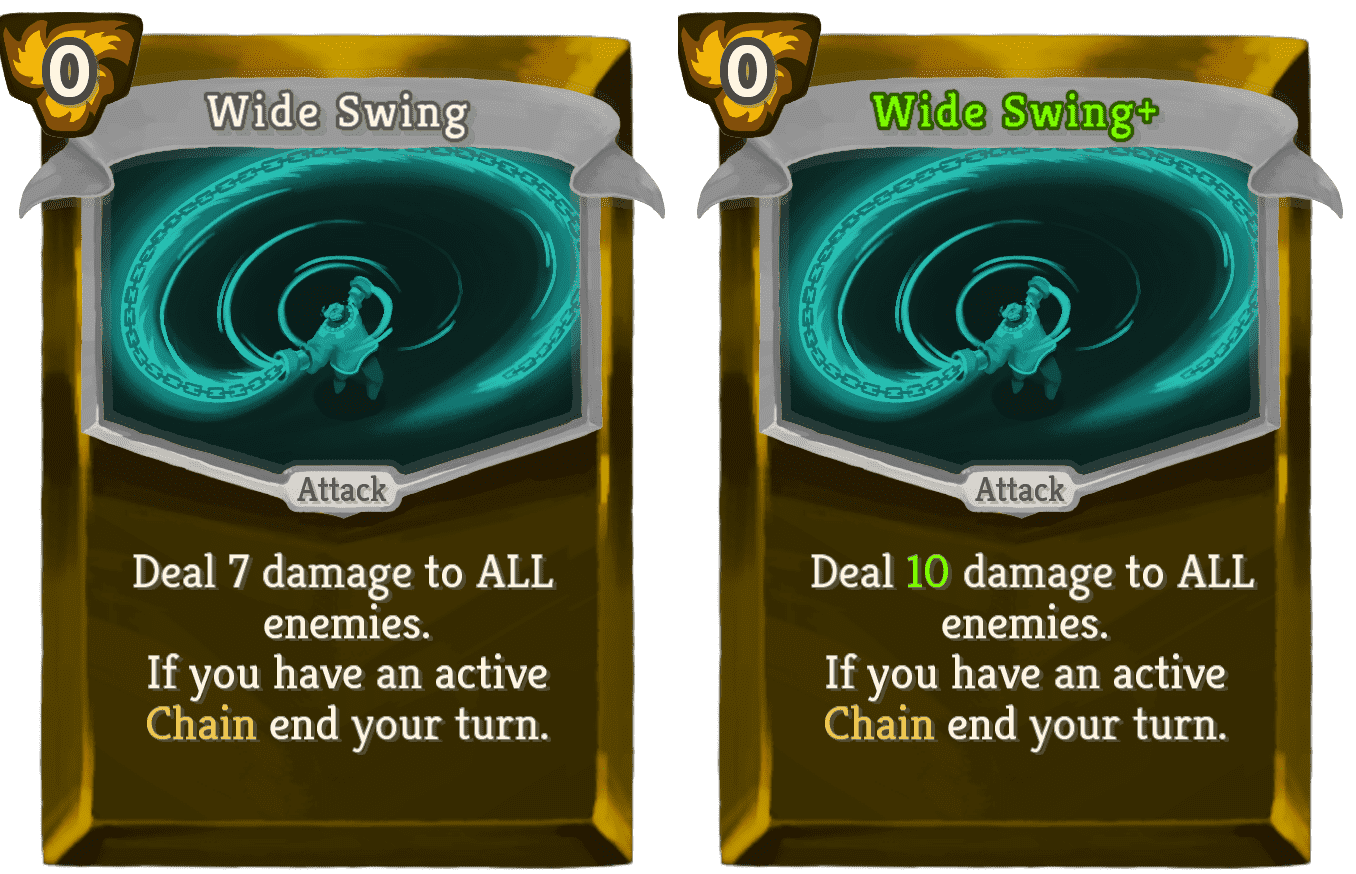 0
Wide Swing
Attack
Deal 7 damage to ALL
enemies.
If you have an active
Chain end your turn.
0
Wide Swing+
Attack
Deal 10 damage to ALL
enemies.
If you have an active
Chain end your turn.